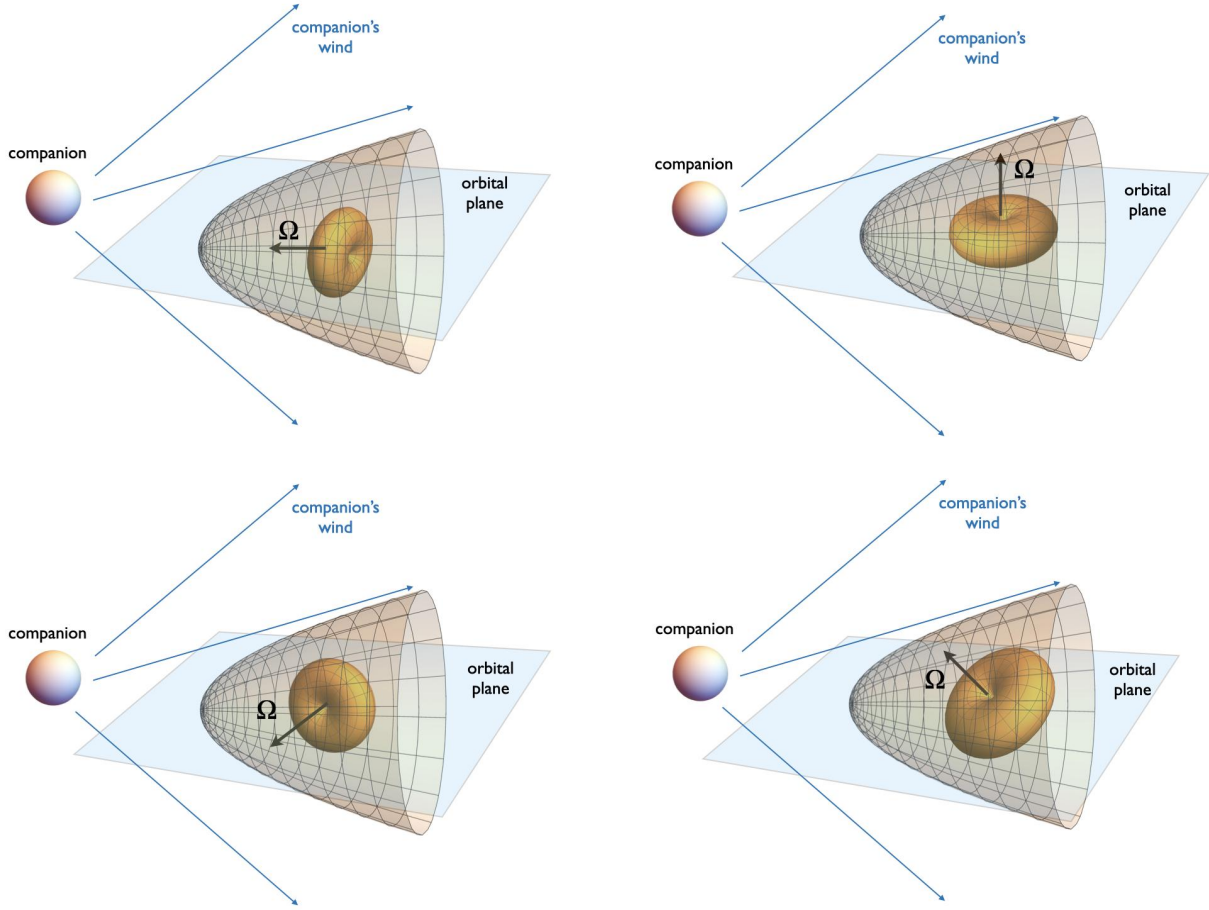 companion's
wind
companion
orbital
plane
Ω
companion's
wind
companion
orbital
plane
Ω
companion's
wind
companion
orbital
plane
Ω
companion's
wind
companion
orbital
plane
Ω